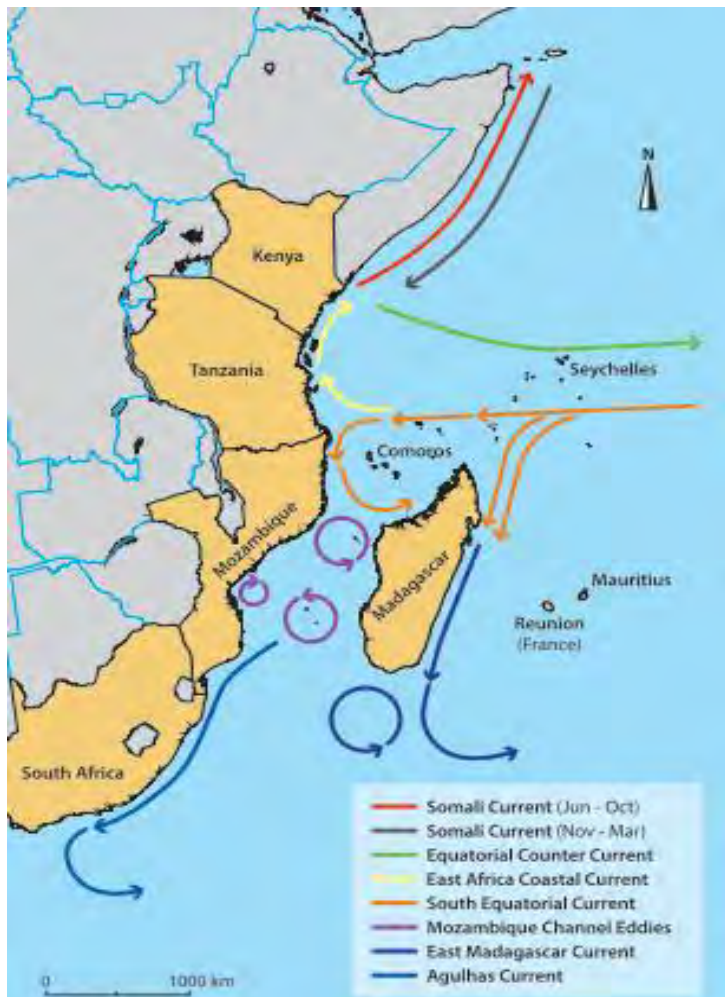 N
Kenya
Tanzania
Seychelles
Comoros
Mozambique
Madagascar
Mauritius
Reunion
(France)
South Africa
Somali Current (Jun - Oct)
Somali Current (Nov - Mar)
Equatorial Counter Current
East Africa Coastal Current
South Equatorial Current
Mozambique Channel Eddies
East Madagascar Current
Agulhas Current
0 1000 km